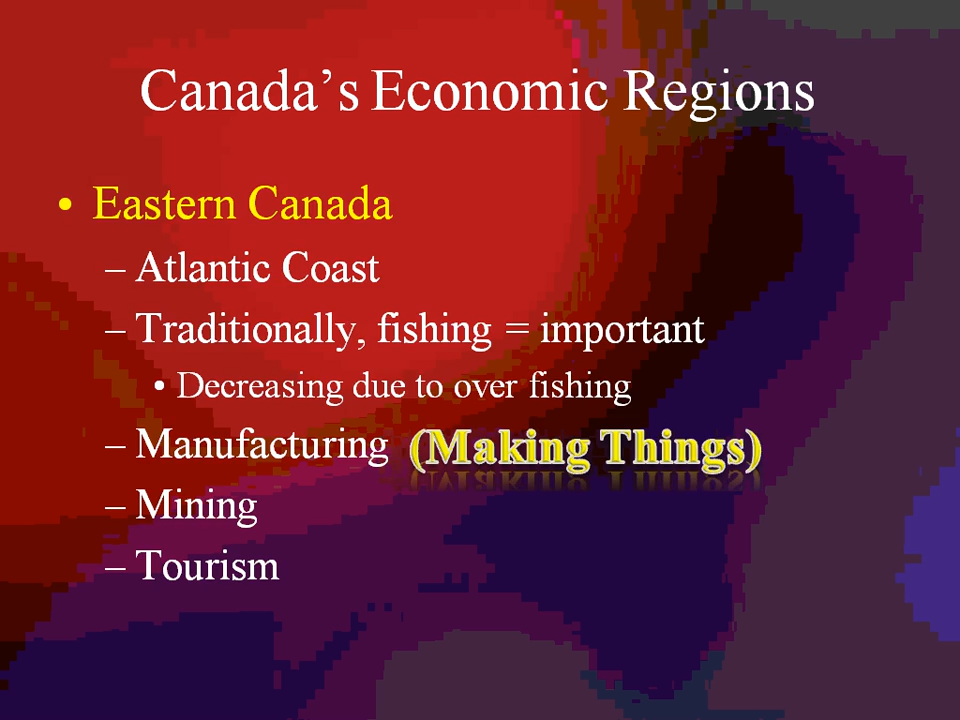 Canada’s Economic Regions
• Eastern Canada
– Atlantic Coast
– Traditionally, fishing = important
• Decreasing due to over fishing
– Manufacturing (Making Things)
– Mining
– Tourism